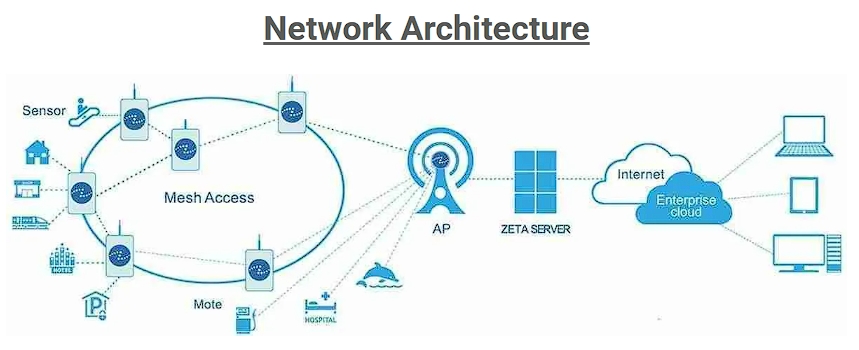 Network Architecture
Sensor
Mesh Access
Internet
Enterprise
cloud
AP
ZETA SERVER
HOTEL
P
Mote
HOSPITAL